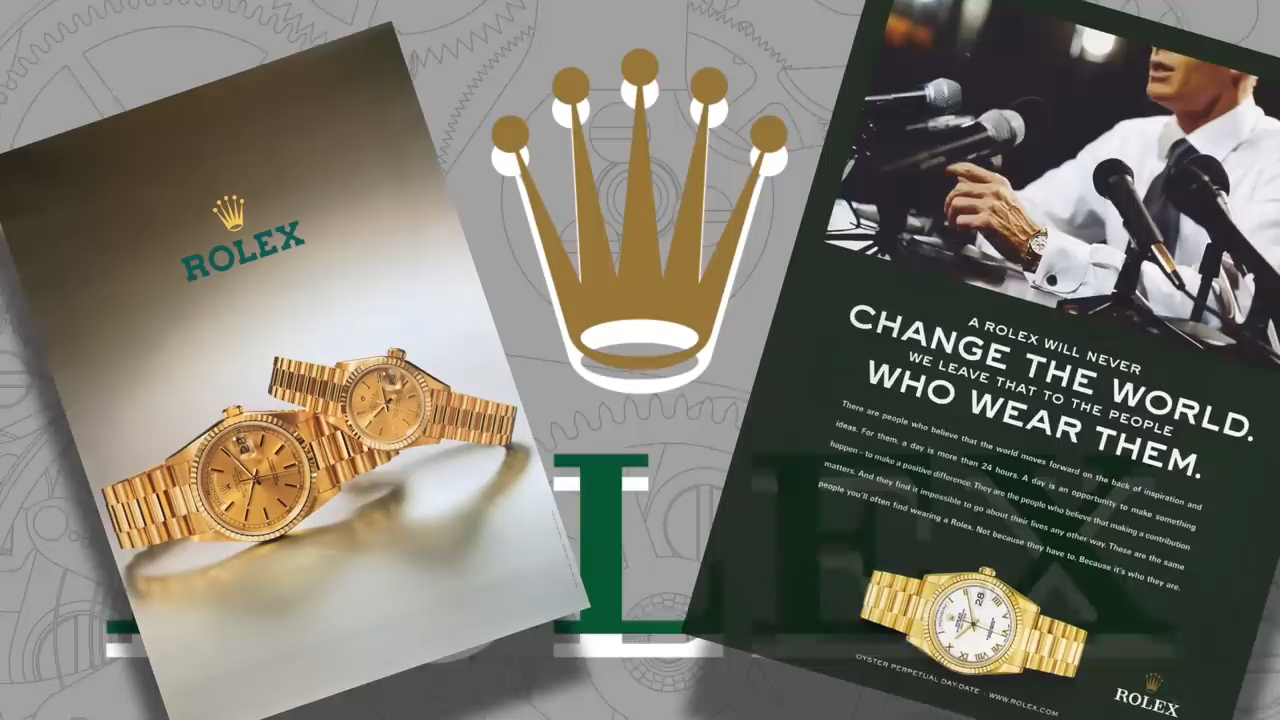 ROLEX
L
A ROLEX WILL NEVER
CHANGE THE WORLD.
WE LEAVE THAT TO THE PEOPLE
WHO WEAR THEM.
There are people who believe that the world moves forward on the back of inspiration and
ideas. For them, a day is more than 24 hours. A day is an opportunity to make something
happen – to make a positive difference. They are the people who believe that making a contribution
matters. And they find it impossible to go about their lives any other way. These are the same
people you'll often find wearing a Rolex. Not because they have to. Because it's who they are.
28
OYSTER PERPETUAL DAY-DATE · WWW.ROLEX.COM
ROLEX